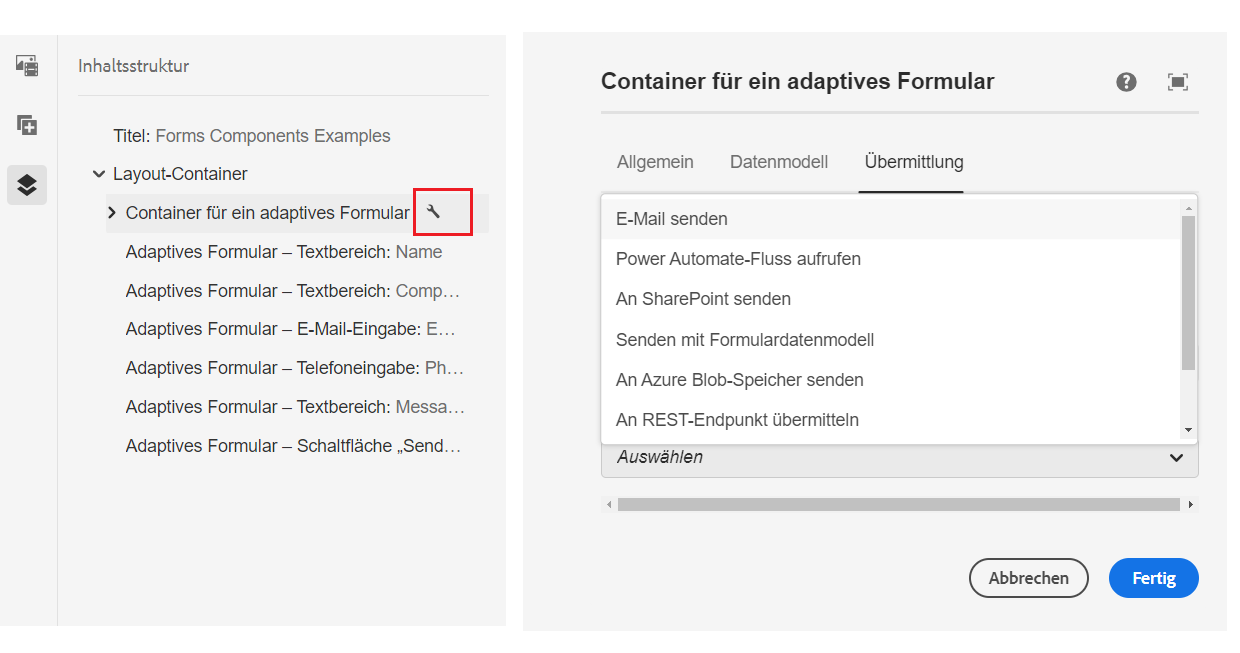 Inhaltsstruktur
Titel: Forms Components Examples
Layout-Container
Container für ein adaptives Formular
Adaptives Formular – Textbereich: Name
Adaptives Formular – Textbereich: Comp…
Adaptives Formular – E-Mail-Eingabe: E…
Adaptives Formular – Telefoneingabe: Ph…
Adaptives Formular – Textbereich: Messa…
Adaptives Formular – Schaltfläche „Send…
Container für ein adaptives Formular
Allgemein Datenmodell Übermittlung
E-Mail senden
Power Automate-Fluss aufrufen
An SharePoint senden
Senden mit Formulardatenmodell
An Azure Blob-Speicher senden
An REST-Endpunkt übermitteln
Auswählen
Abbrechen Fertig